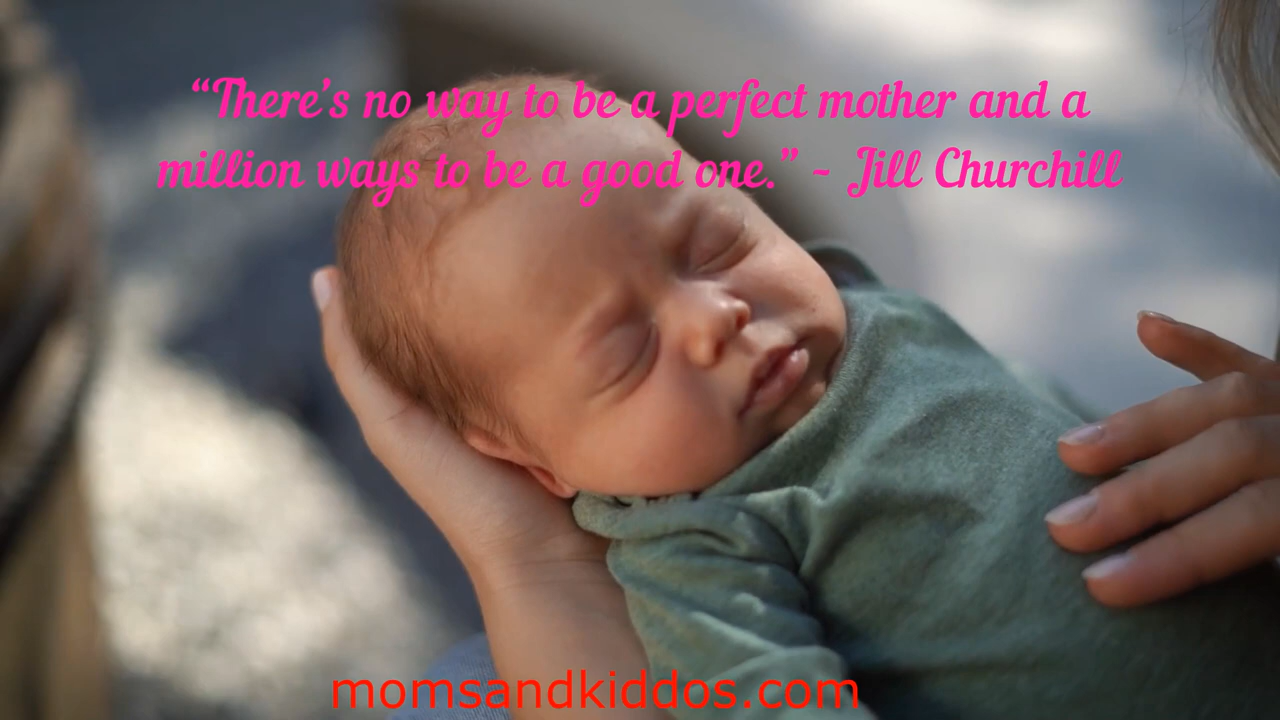 “There’s no way to be a perfect mother and a
million ways to be a good one.” ~ Jill Churchill
momsandkiddos.com